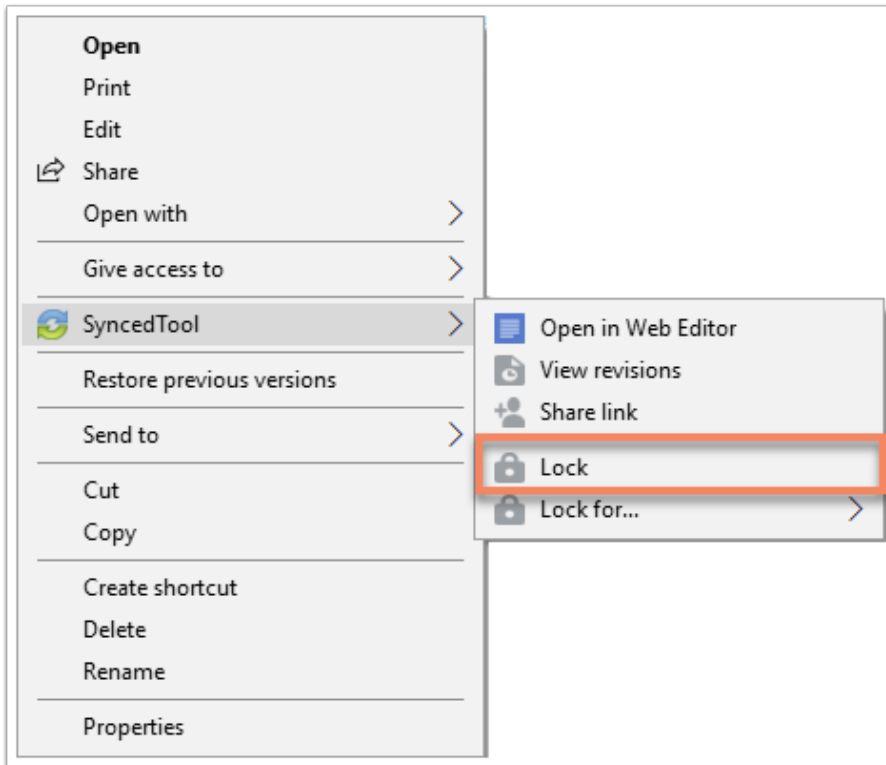 Open
Print
Edit
Share
Open with
Give access to
SyncedTool
Restore previous versions
Send to
Cut
Copy
Create shortcut
Delete
Rename
Properties
Open in Web Editor
View revisions
Share link
Lock
Lock for...